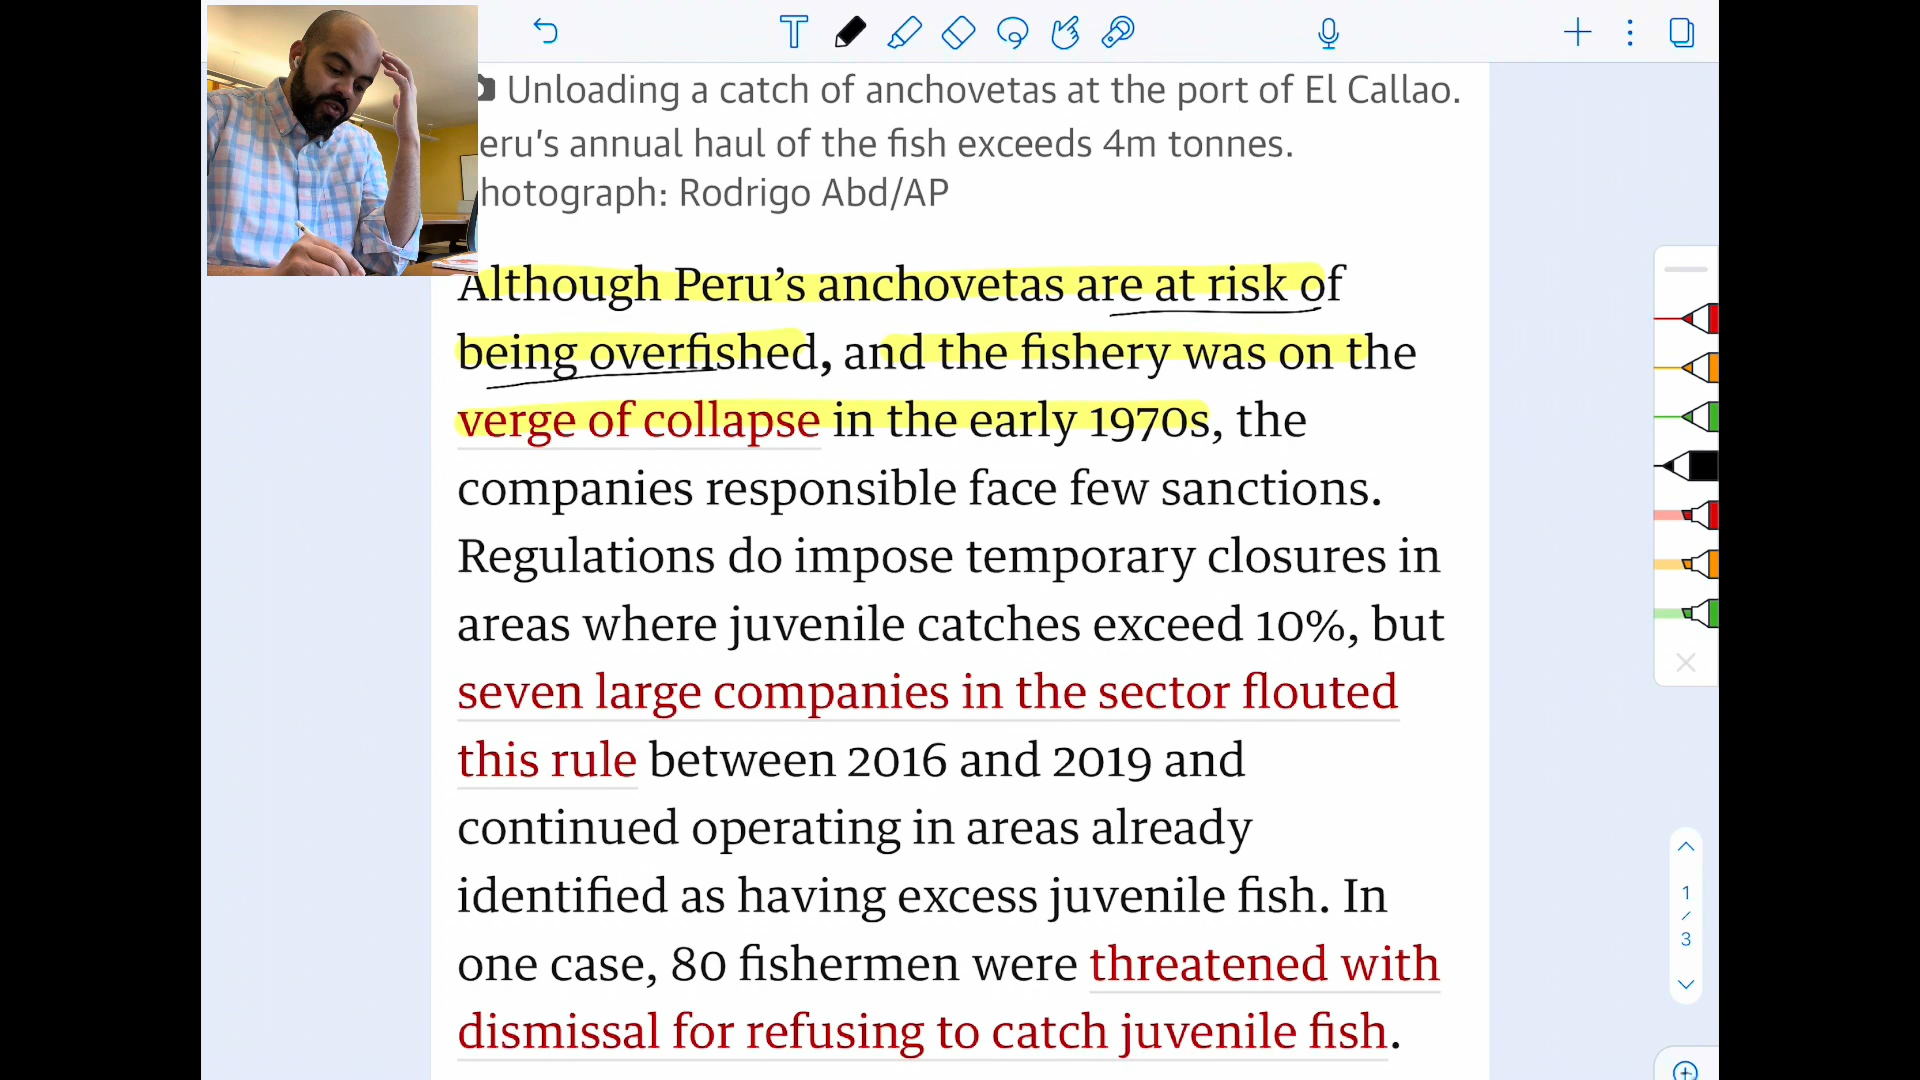 Unloading a catch of anchovetas at the port of El Callao.
eru's annual haul of the fish exceeds 4m tonnes.
hotograph: Rodrigo Abd/AP
Although Peru’s anchovetas are at risk of
being overfished, and the fishery was on the
verge of collapse in the early 1970s, the
companies responsible face few sanctions.
Regulations do impose temporary closures in
areas where juvenile catches exceed 10%, but
seven large companies in the sector flouted
this rule between 2016 and 2019 and
continued operating in areas already
identified as having excess juvenile fish. In
one case, 80 fishermen were threatened with
dismissal for refusing to catch juvenile fish.
1
/
3